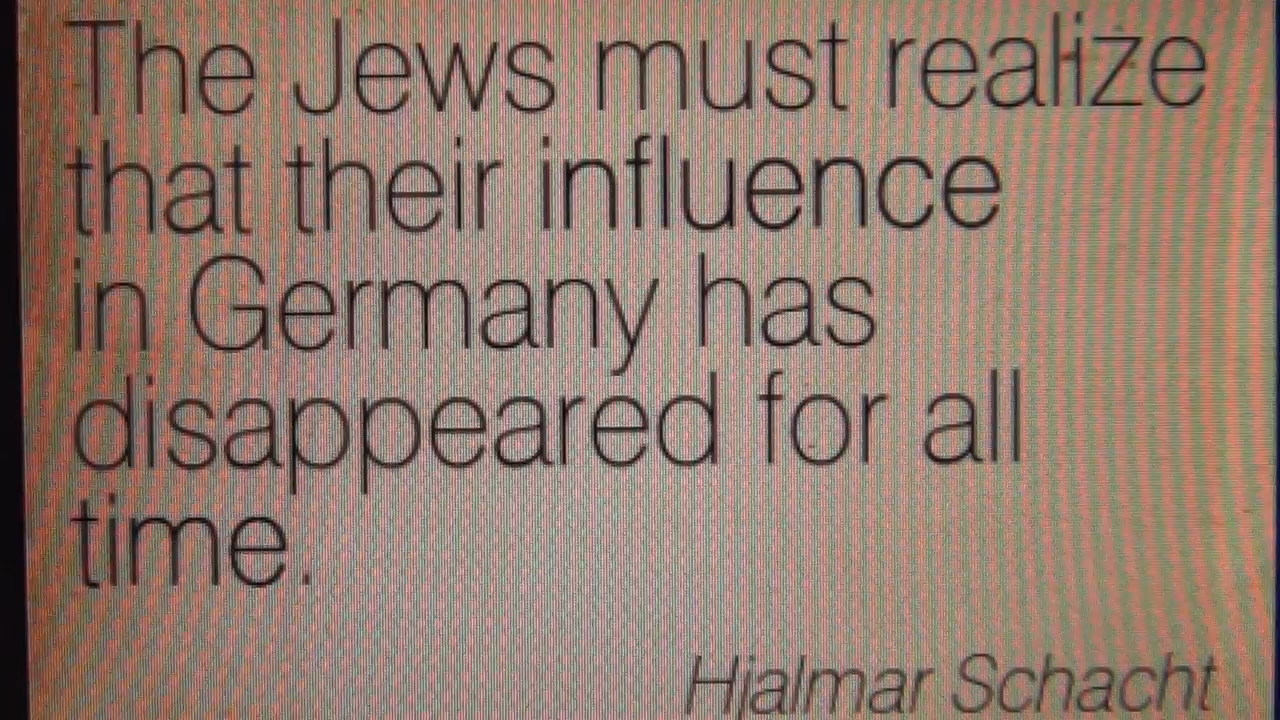 The Jews must realize
that their influence
in Germany has
disappeared for all
time.
Hjalmar Schacht